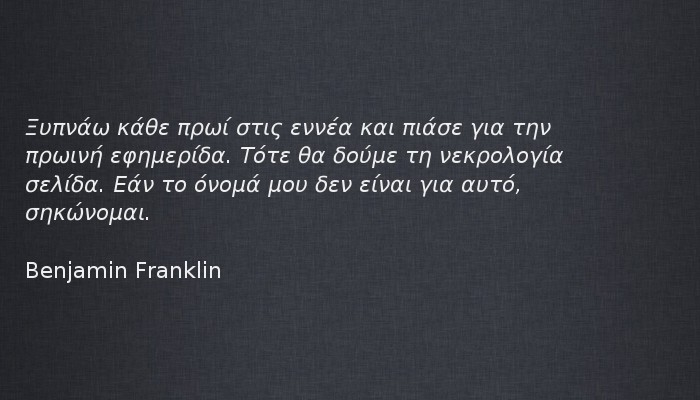 Ξυπνάω κάθε πρωί στις εννέα και πιάσε για την
πρωινή εφημερίδα. Τότε θα δούμε τη νεκρολογία
σελίδα. Εάν το όνομά μου δεν είναι για αυτό,
σηκώνομαι.
Benjamin Franklin